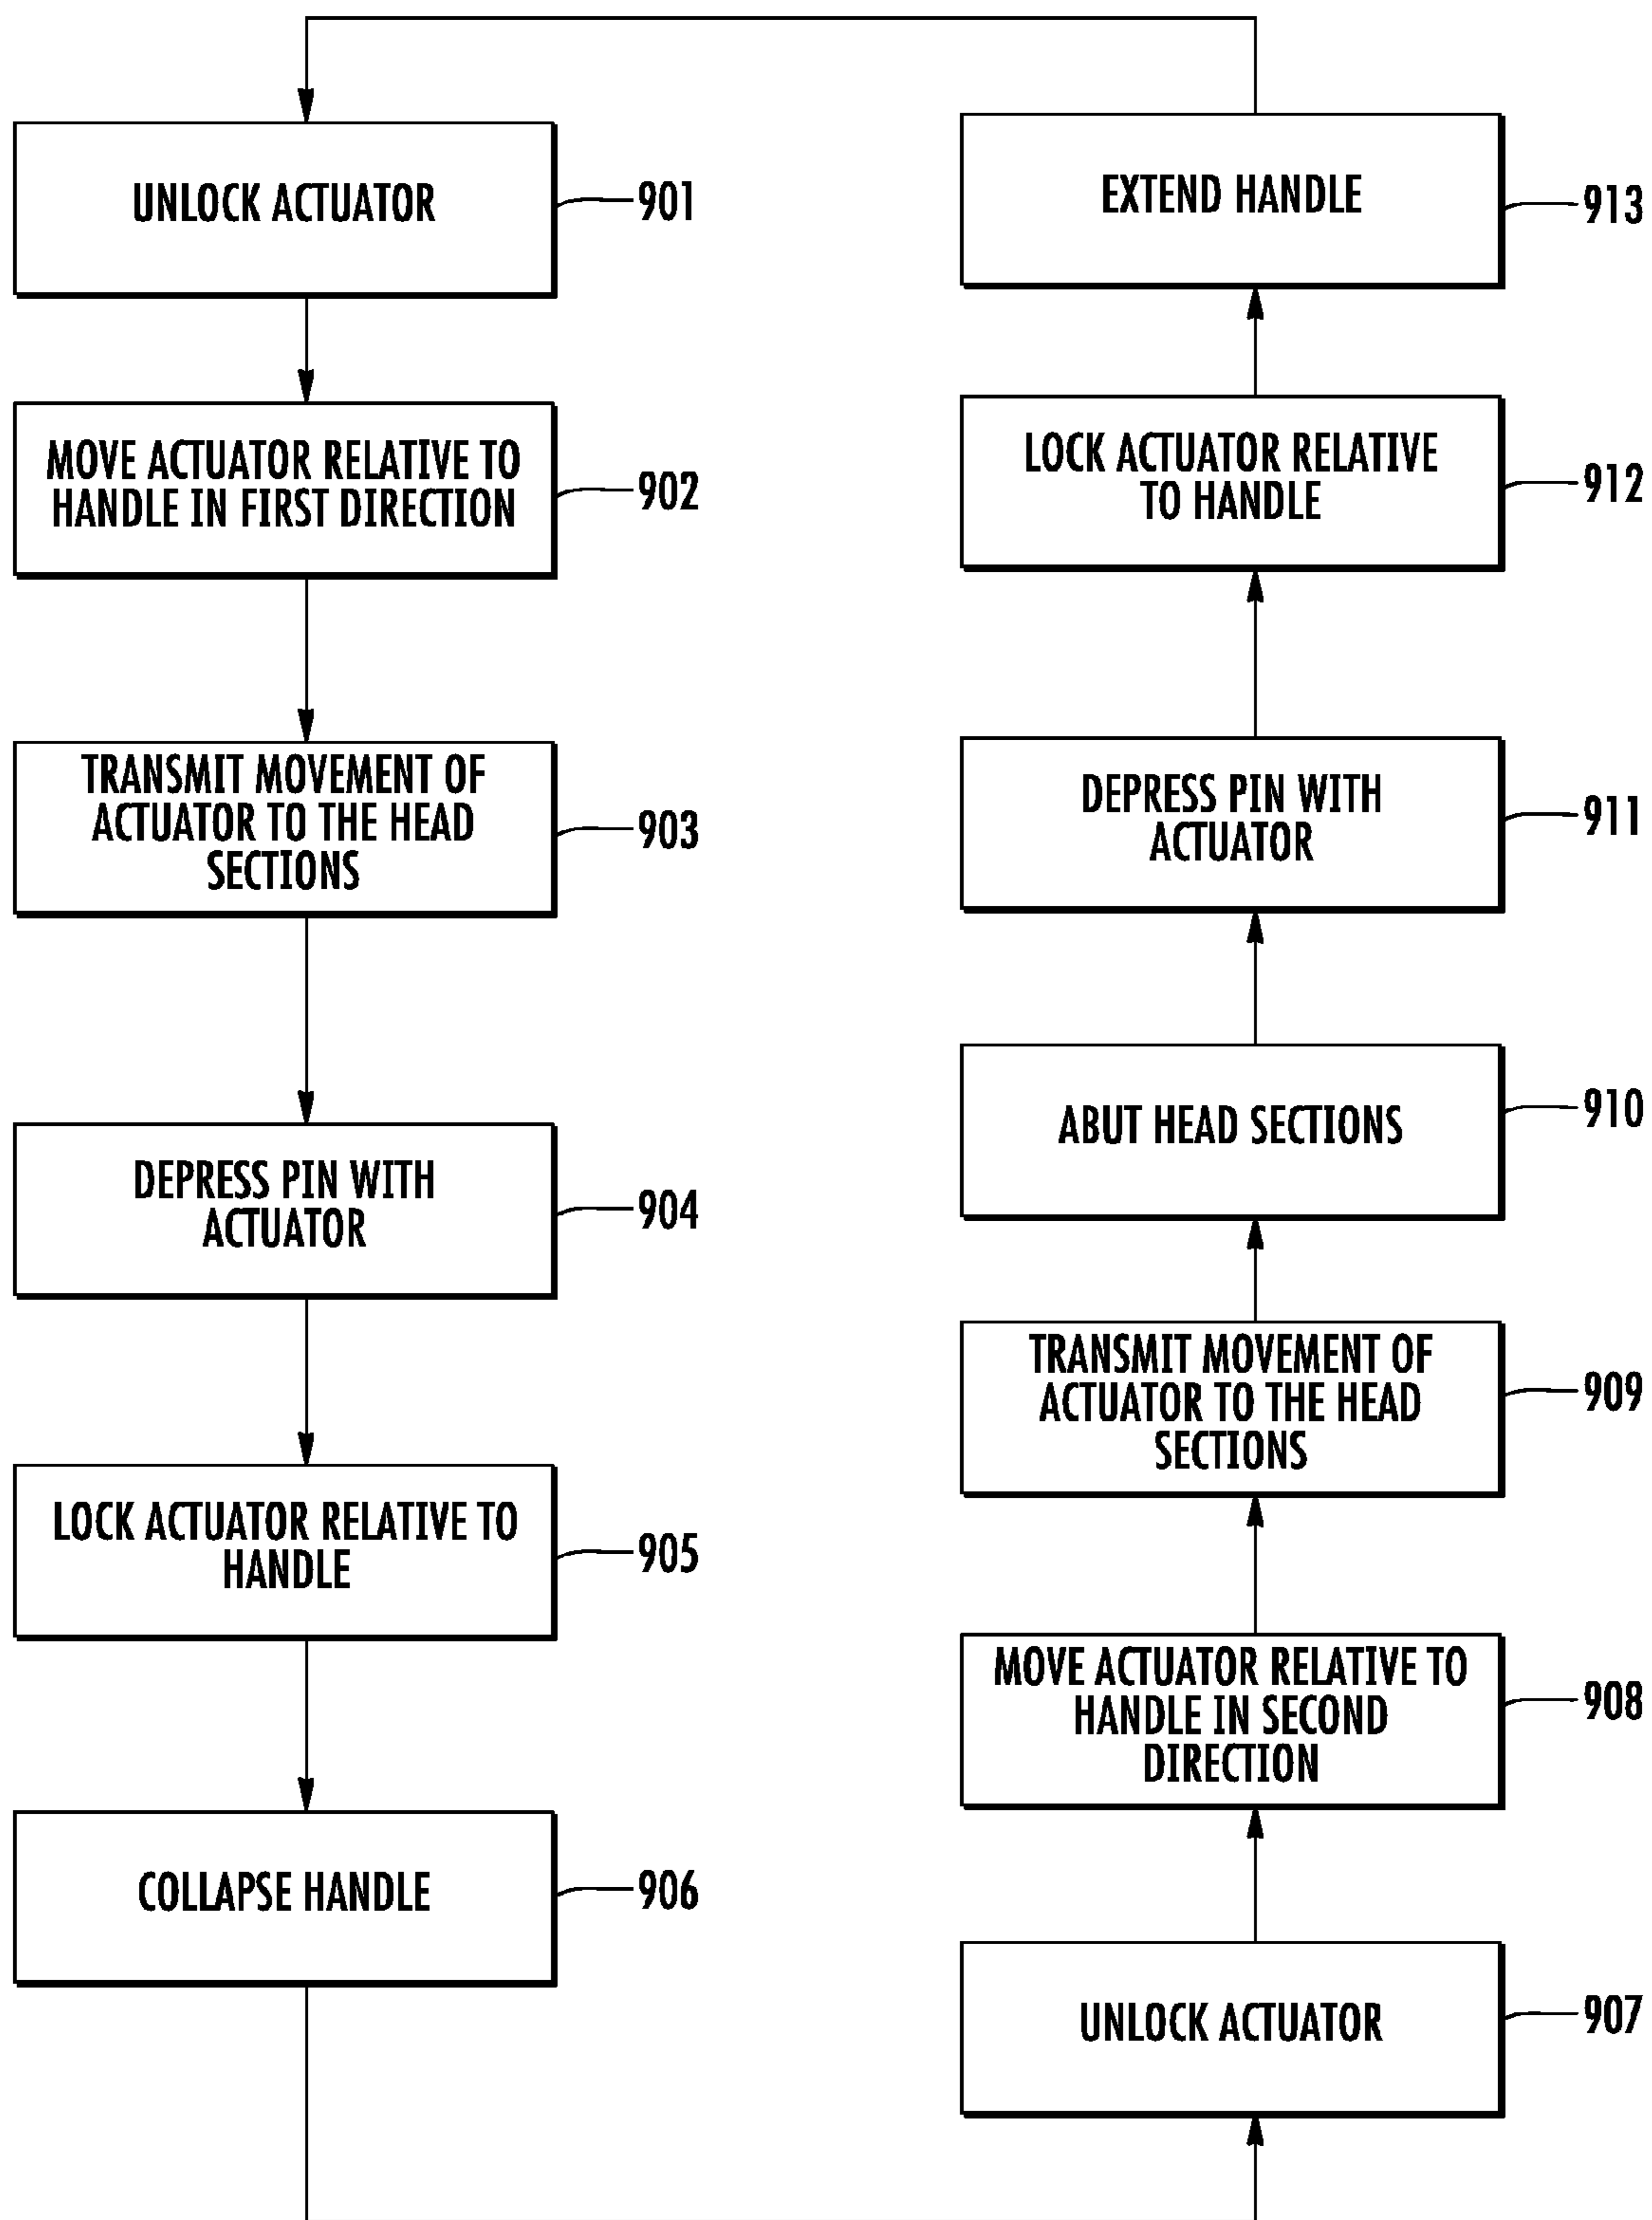 UNLOCK ACTUATOR
901
MOVE ACTUATOR RELATIVE TO
HANDLE IN FIRST DIRECTION
902
TRANSMIT MOVEMENT OF
ACTUATOR TO THE HEAD
SECTIONS
903
DEPRESS PIN WITH
ACTUATOR
904
LOCK ACTUATOR RELATIVE TO
HANDLE
905
COLLAPSE HANDLE
906
UNLOCK ACTUATOR
907
MOVE ACTUATOR RELATIVE TO
HANDLE IN SECOND
DIRECTION
908
TRANSMIT MOVEMENT OF
ACTUATOR TO THE HEAD
SECTIONS
909
ABUT HEAD SECTIONS
910
DEPRESS PIN WITH
ACTUATOR
911
LOCK ACTUATOR RELATIVE
TO HANDLE
912
EXTEND HANDLE
913